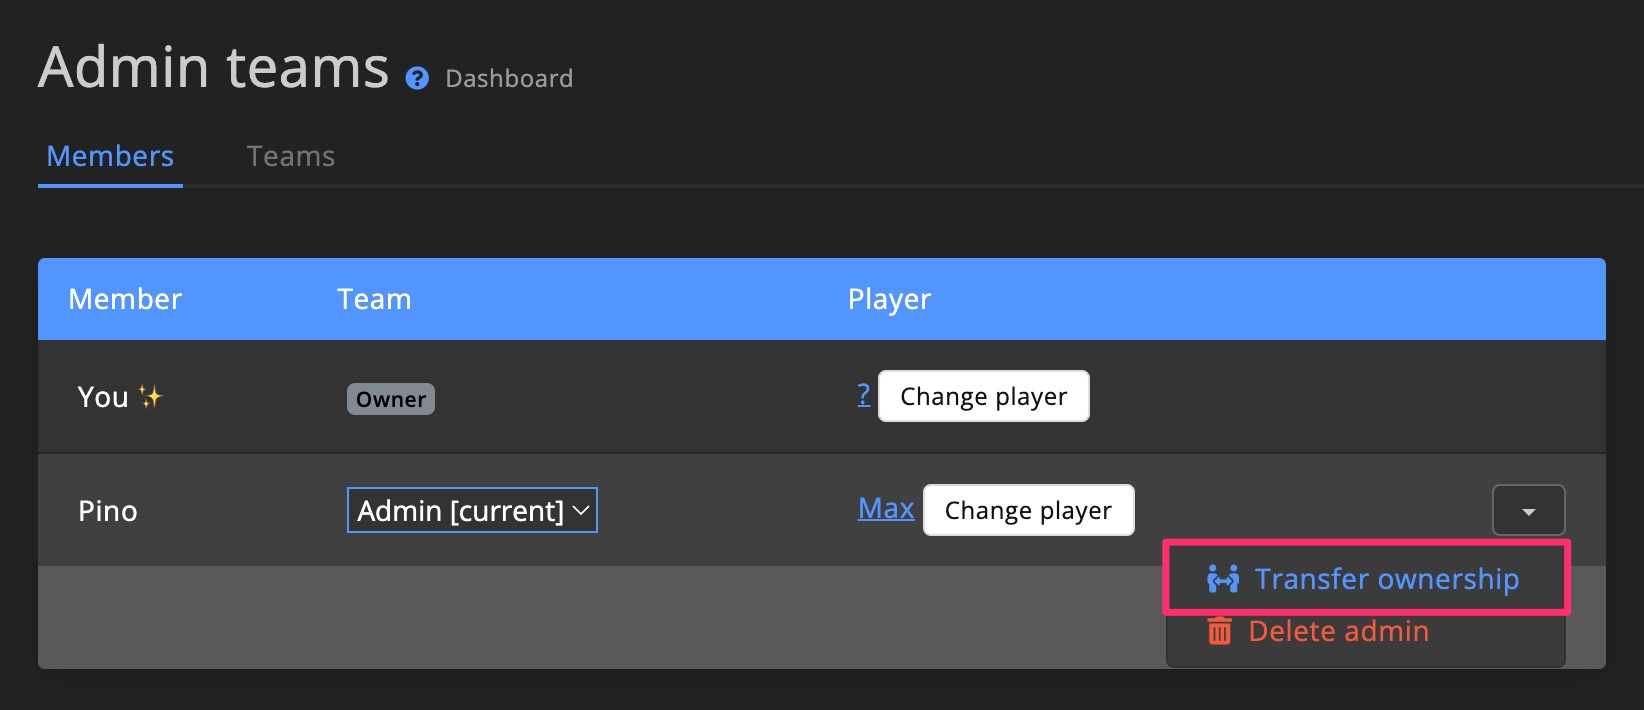 Admin teams ? Dashboard
Members Teams
Member Team Player
You ✨ Owner ? Change player
Pino Admin [current] Max Change player
Transfer ownership
Delete admin